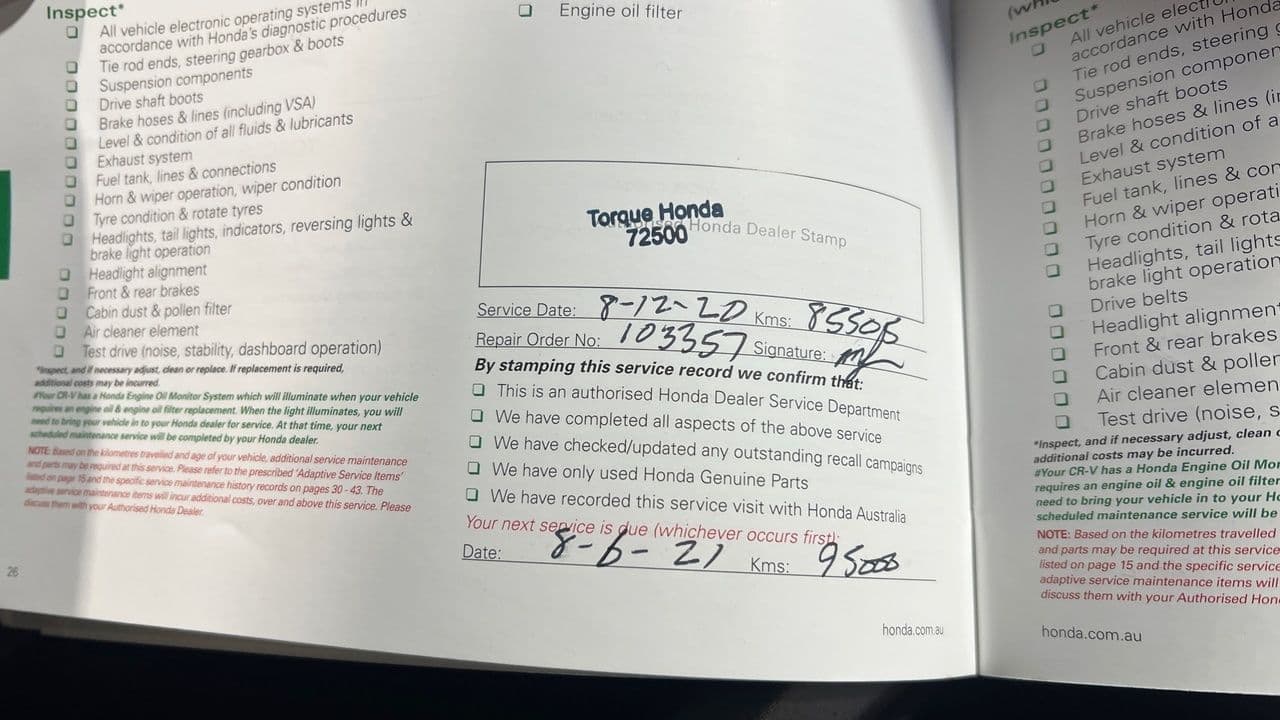 Inspect*
All vehicle electronic operating systems in
accordance with Honda's diagnostic procedures
Tie rod ends, steering gearbox & boots
Suspension components
Drive shaft boots
Brake hoses & lines (including VSA)
Level & condition of all fluids & lubricants
Exhaust system
Fuel tank, lines & connections
Horn & wiper operation, wiper condition
Tyre condition & rotate tyres
Headlights, tail lights, indicators, reversing lights &
brake light operation
Headlight alignment
Front & rear brakes
Cabin dust & pollen filter
Air cleaner element
Test drive (noise, stability, dashboard operation)
*Inspect, and if necessary adjust, clean or replace. If replacement is required,
additional costs may be incurred.
#Your CR-V has a Honda Engine Oil Monitor System which will illuminate when your vehicle
requires an engine oil & engine oil filter replacement. When the light illuminates, you will
need to bring your vehicle in to your Honda dealer for service. At that time, your next
scheduled maintenance service will be completed by your Honda dealer.
NOTE: Based on the kilometres travelled and age of your vehicle, additional service maintenance
and parts may be required at this service. Please refer to the prescribed 'Adaptive Service Items'
listed on page 15 and the specific service maintenance history records on pages 30 - 43. The
adaptive service maintenance items will incur additional costs, over and above this service. Please
discuss them with your Authorised Honda Dealer.
26
Engine oil filter
Torque Honda
72500
Honda Dealer Stamp
Service Date: 8-12-20 Kms: 85505
Repair Order No: 103357 Signature:
By stamping this service record we confirm that:
This is an authorised Honda Dealer Service Department
We have completed all aspects of the above service
We have checked/updated any outstanding recall campaigns
We have only used Honda Genuine Parts
We have recorded this service visit with Honda Australia
Your next service is due (whichever occurs first):
Date: 8-6-21 Kms: 95000
honda.com.au
Inspect*
All vehicle
accordance with Honda
Tie rod ends, steering
Suspension
Drive shaft boots
Brake hoses & lines
Level & condition of
Exhaust system
Fuel tank, lines &
Horn & wiper
Tyre condition &
Headlights, tail lights
brake light operation
Drive belts
Headlight
Front & rear brakes
Cabin dust &
Air cleaner
Test drive (noise,
*Inspect, and if necessary adjust, clean
additional costs may be incurred.
#Your CR-V has a Honda Engine Oil
requires an engine oil & engine oil filter
need to bring your vehicle in to your
scheduled maintenance service will be
NOTE: Based on the kilometres travelled
and parts may be required at this service
listed on page 15 and the specific service
adaptive service maintenance items will
discuss them with your Authorised
honda.com.au